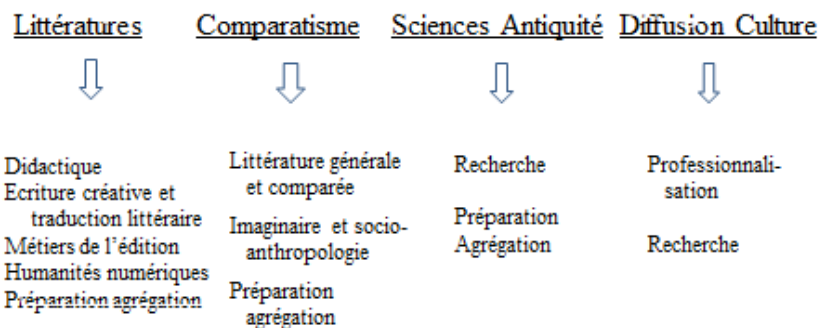 Littératures Comparatisme Sciences Antiquité Diffusion Culture
Didactique
Ecriture créative et
traduction littéraire
Métiers de l'édition
Humanités numériques
Préparation agrégation
Littérature générale
et comparée
Imaginaire et socio-
anthropologie
Préparation
agrégation
Recherche
Préparation
Agrégation
Professionnali-
sation
Recherche